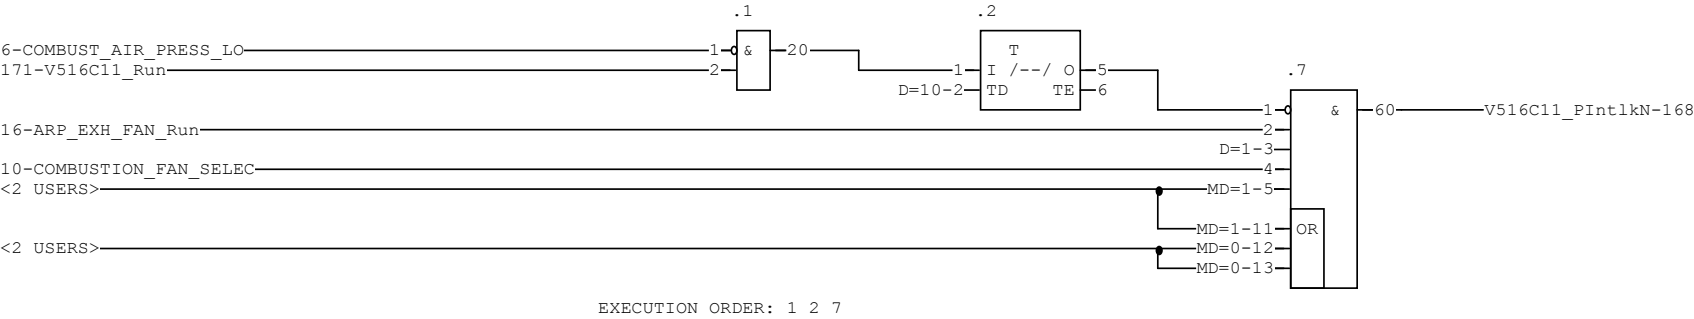 .1 .2
6-COMBUST_AIR_PRESS_LO 1 & 20 T
171-V516C11_Run 2 1 I /--/ O 5 .7
D=10-2 TD TE 6
1 & 60 V516C11_PIntlkN-168
16-ARP_EXH_FAN_Run 2
D=1-3
10-COMBUSTION_FAN_SELEC 4
<2 USERS> MD=1-5
MD=1-11 OR
<2 USERS> MD=0-12
MD=0-13
EXECUTION ORDER: 1 2 7